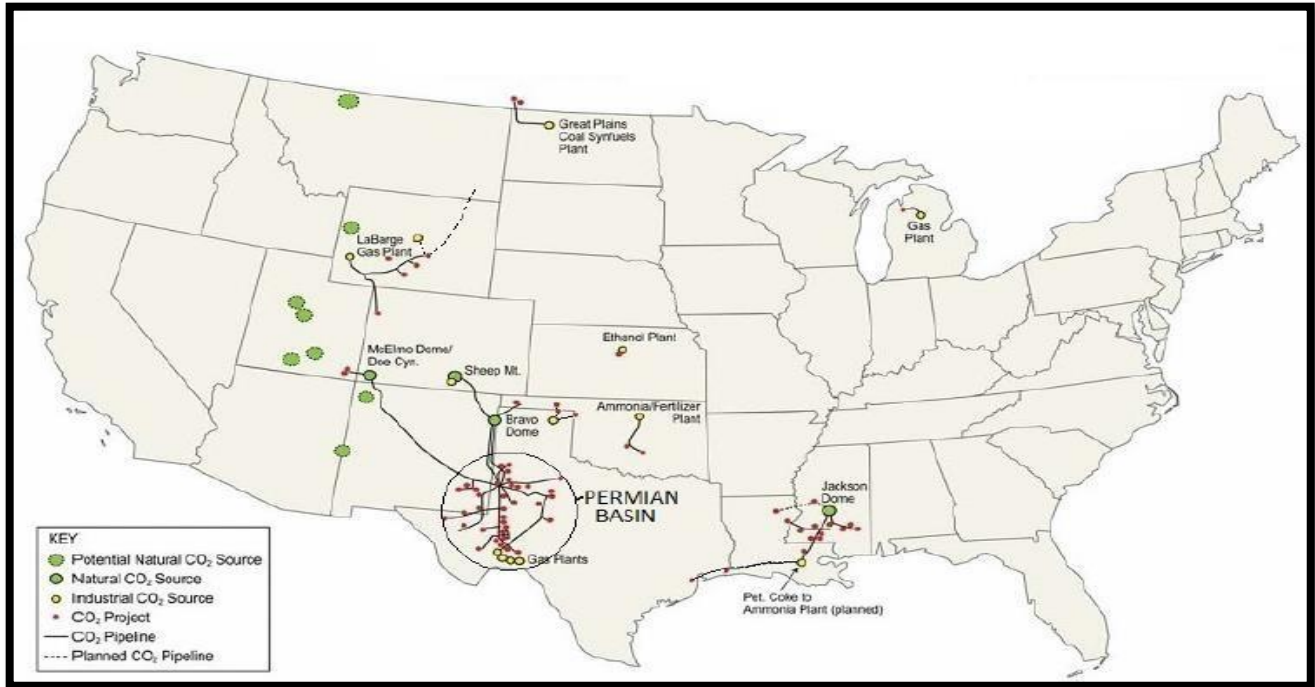 Great Plains
Coal Synfuels
Plant
LaBarge
Gas Plant
Gas
Plant
Ethanol Plant
McElmo Dome/
Doe Cyn.
Sheep Mt.
Ammonia/Fertilizer
Plant
Bravo
Dome
Jackson
Dome
PERMIAN
BASIN
Gas Plants
Pet. Coke to
Ammonia Plant (planned)
KEY
Potential Natural CO₂ Source
Natural CO₂ Source
Industrial CO₂ Source
CO₂ Project
CO₂ Pipeline
Planned CO₂ Pipeline